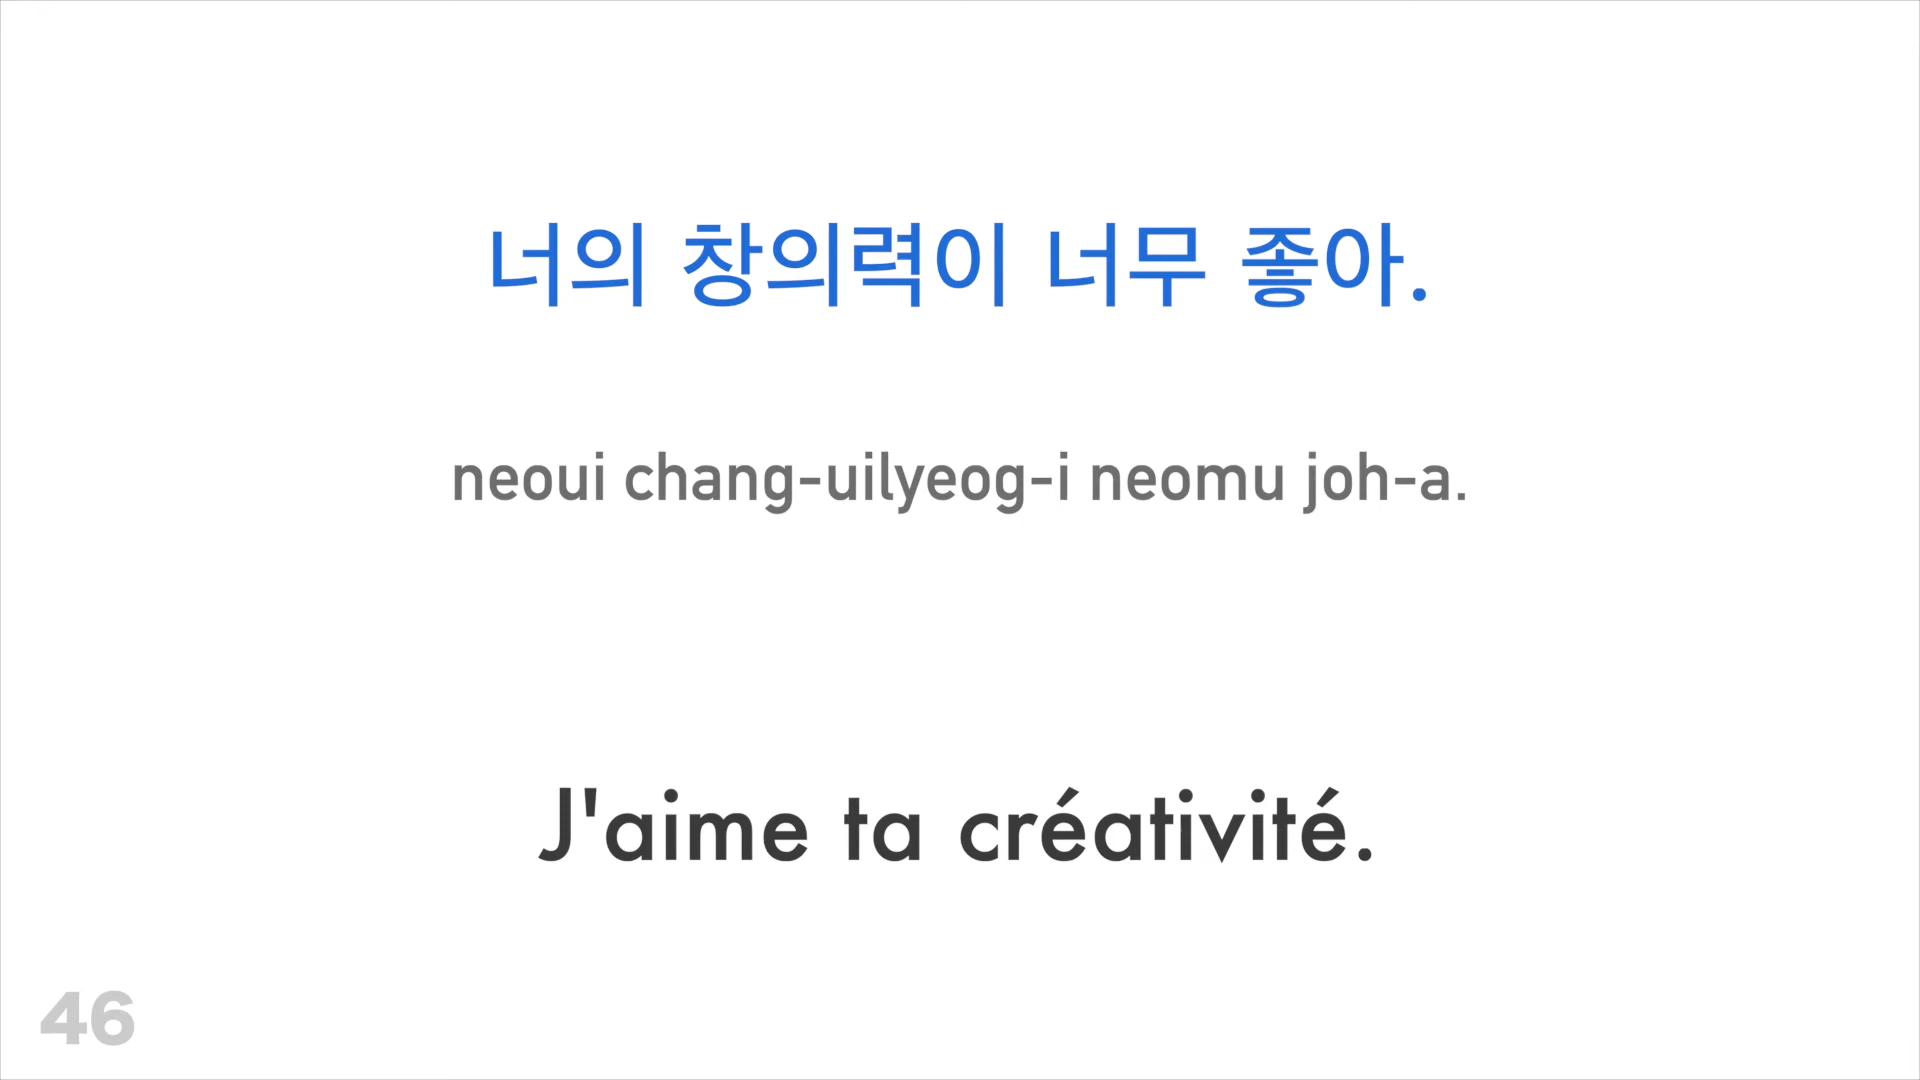 너의 창의력이 너무 좋아.
neoui chang-uilyeog-i neomu joh-a.
J'aime ta créativité.
46